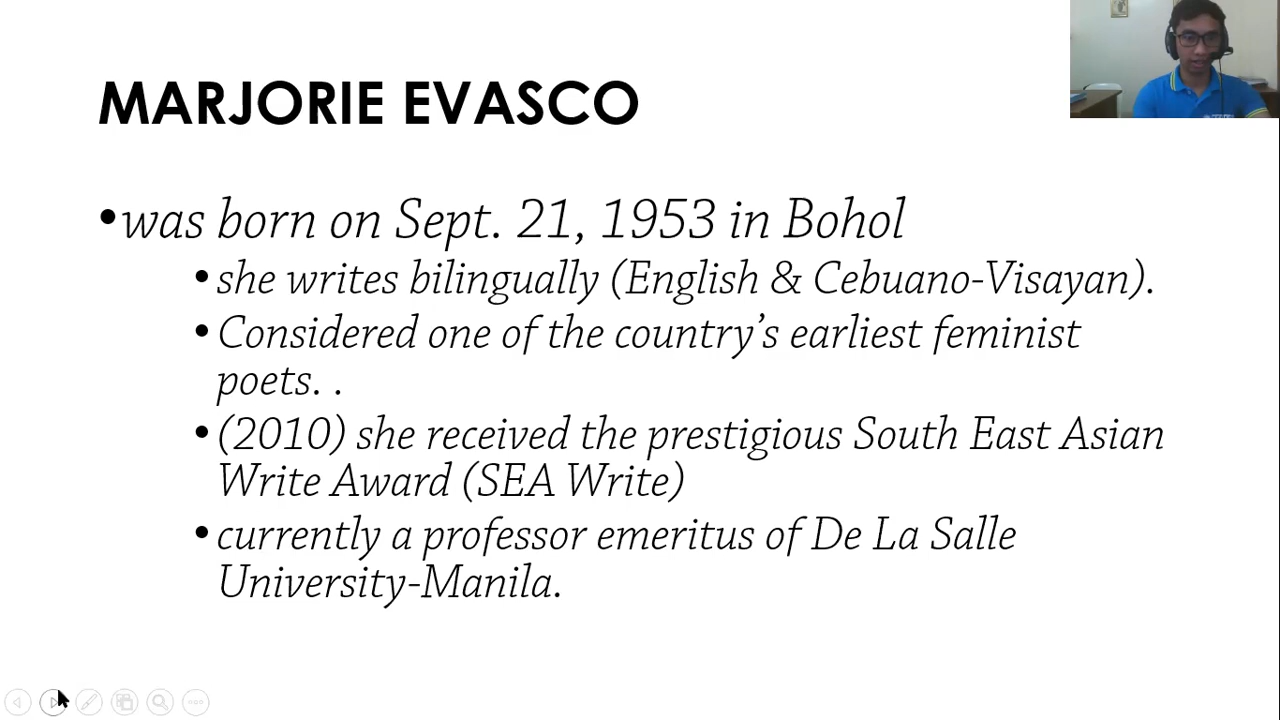 MARJORIE EVASCO
•was born on Sept. 21, 1953 in Bohol
•she writes bilingually (English & Cebuano-Visayan).
•Considered one of the country’s earliest feminist
poets. .
•(2010) she received the prestigious South East Asian
Write Award (SEA Write)
•currently a professor emeritus of De La Salle
University-Manila.